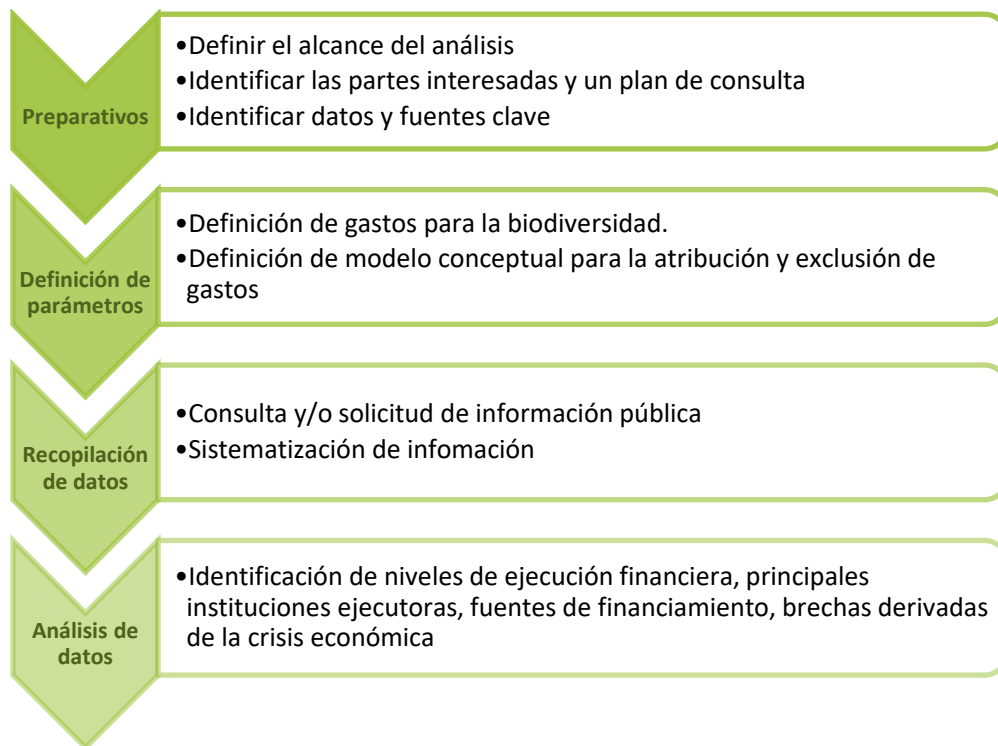 Preparativos
•Definir el alcance del análisis
•Identificar las partes interesadas y un plan de consulta
•Identificar datos y fuentes clave
Definición de
parámetros
•Definición de gastos para la biodiversidad.
•Definición de modelo conceptual para la atribución y exclusión de
gastos
Recopilación
de datos
•Consulta y/o solicitud de información pública
•Sistematización de infomación
Análisis de
datos
•Identificación de niveles de ejecución financiera, principales
instituciones ejecutoras, fuentes de financiamiento, brechas derivadas
de la crisis económica